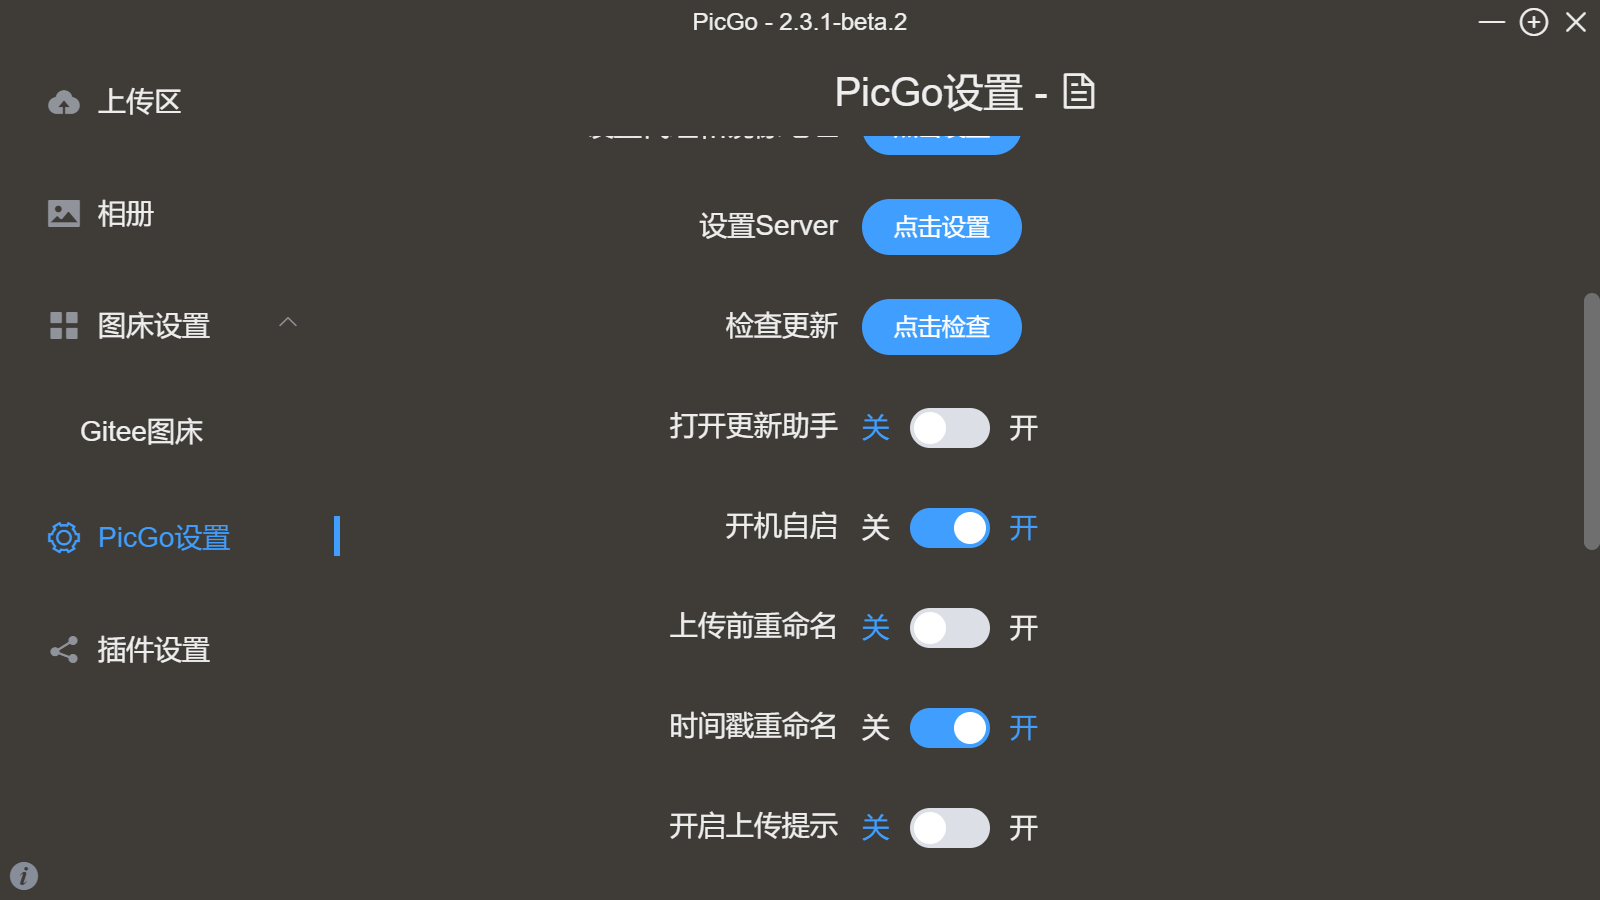 PicGo - 2.3.1-beta.2
上传区
相册
图床设置
Gitee图床
PicGo设置
插件设置
PicGo设置 -
设置Server 点击设置
检查更新 点击检查
打开更新助手 关 开
开机自启 关 开
上传前重命名 关 开
时间戳重命名 关 开
开启上传提示 关 开